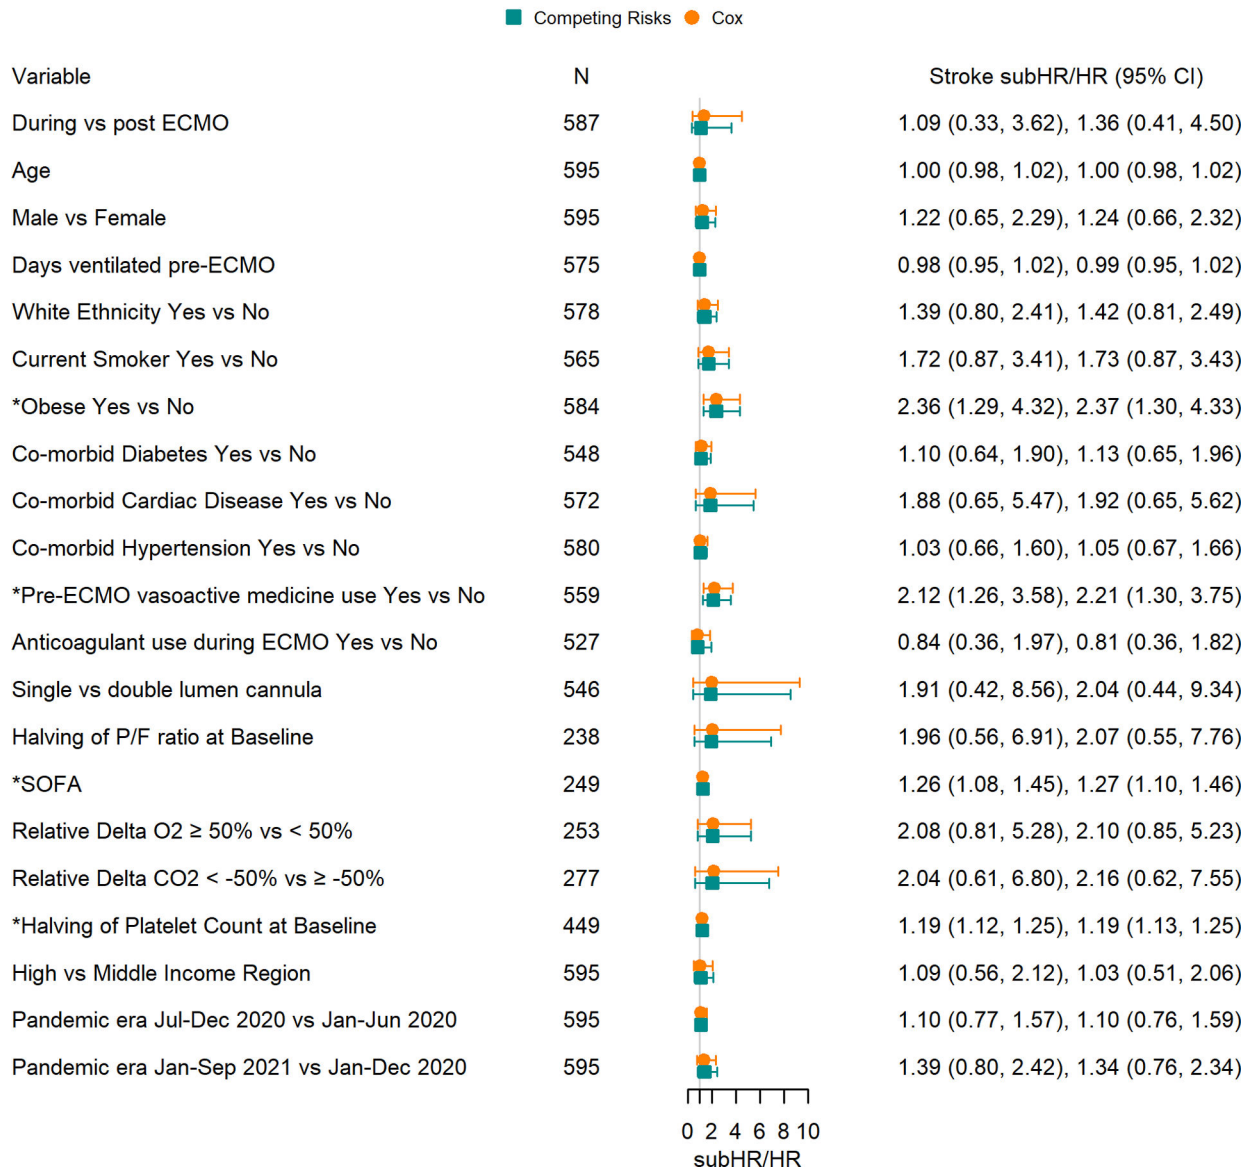 Competing Risks Cox
Variable N Stroke subHR/HR (95% CI)
During vs post ECMO 587 1.09 (0.33, 3.62), 1.36 (0.41, 4.50)
Age 595 1.00 (0.98, 1.02), 1.00 (0.98, 1.02)
Male vs Female 595 1.22 (0.65, 2.29), 1.24 (0.66, 2.32)
Days ventilated pre-ECMO 575 0.98 (0.95, 1.02), 0.99 (0.95, 1.02)
White Ethnicity Yes vs No 578 1.39 (0.80, 2.41), 1.42 (0.81, 2.49)
Current Smoker Yes vs No 565 1.72 (0.87, 3.41), 1.73 (0.87, 3.43)
*Obese Yes vs No 584 2.36 (1.29, 4.32), 2.37 (1.30, 4.33)
Co-morbid Diabetes Yes vs No 548 1.10 (0.64, 1.90), 1.13 (0.65, 1.96)
Co-morbid Cardiac Disease Yes vs No 572 1.88 (0.65, 5.47), 1.92 (0.65, 5.62)
Co-morbid Hypertension Yes vs No 580 1.03 (0.66, 1.60), 1.05 (0.67, 1.66)
*Pre-ECMO vasoactive medicine use Yes vs No 559 2.12 (1.26, 3.58), 2.21 (1.30, 3.75)
Anticoagulant use during ECMO Yes vs No 527 0.84 (0.36, 1.97), 0.81 (0.36, 1.82)
Single vs double lumen cannula 546 1.91 (0.42, 8.56), 2.04 (0.44, 9.34)
Halving of P/F ratio at Baseline 238 1.96 (0.56, 6.91), 2.07 (0.55, 7.76)
*SOFA 249 1.26 (1.08, 1.45), 1.27 (1.10, 1.46)
Relative Delta O2 ≥ 50% vs < 50% 253 2.08 (0.81, 5.28), 2.10 (0.85, 5.23)
Relative Delta CO2 < -50% vs ≥ -50% 277 2.04 (0.61, 6.80), 2.16 (0.62, 7.55)
*Halving of Platelet Count at Baseline 449 1.19 (1.12, 1.25), 1.19 (1.13, 1.25)
High vs Middle Income Region 595 1.09 (0.56, 2.12), 1.03 (0.51, 2.06)
Pandemic era Jul-Dec 2020 vs Jan-Jun 2020 595 1.10 (0.77, 1.57), 1.10 (0.76, 1.59)
Pandemic era Jan-Sep 2021 vs Jan-Dec 2020 595 1.39 (0.80, 2.42), 1.34 (0.76, 2.34)
0 2 4 6 8 10
subHR/HR